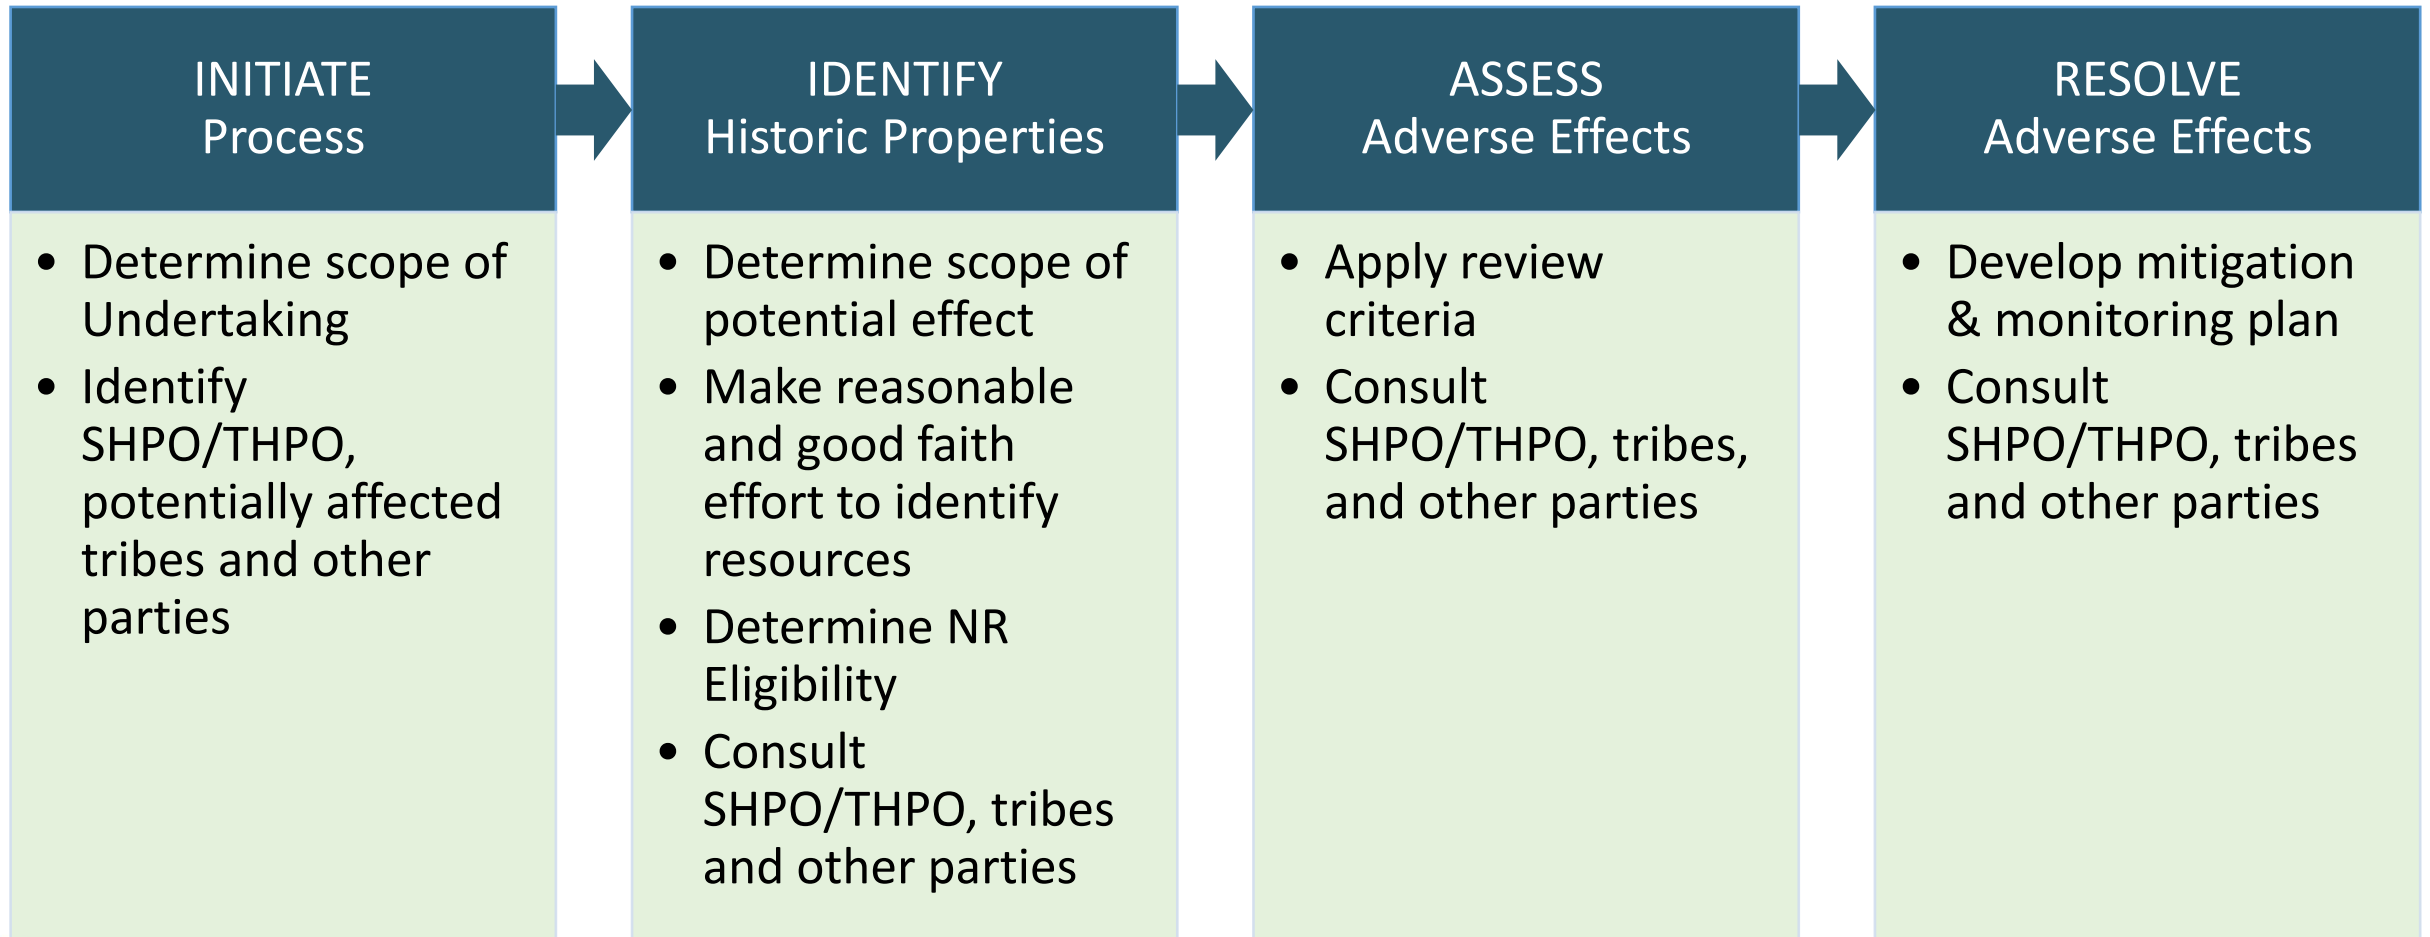 INITIATE
Process
• Determine scope of
Undertaking
• Identify
SHPO/THPO,
potentially affected
tribes and other
parties
IDENTIFY
Historic Properties
• Determine scope of
potential effect
• Make reasonable
and good faith
effort to identify
resources
• Determine NR
Eligibility
• Consult
SHPO/THPO, tribes
and other parties
ASSESS
Adverse Effects
• Apply review
criteria
• Consult
SHPO/THPO, tribes,
and other parties
RESOLVE
Adverse Effects
• Develop mitigation
& monitoring plan
• Consult
SHPO/THPO, tribes
and other parties